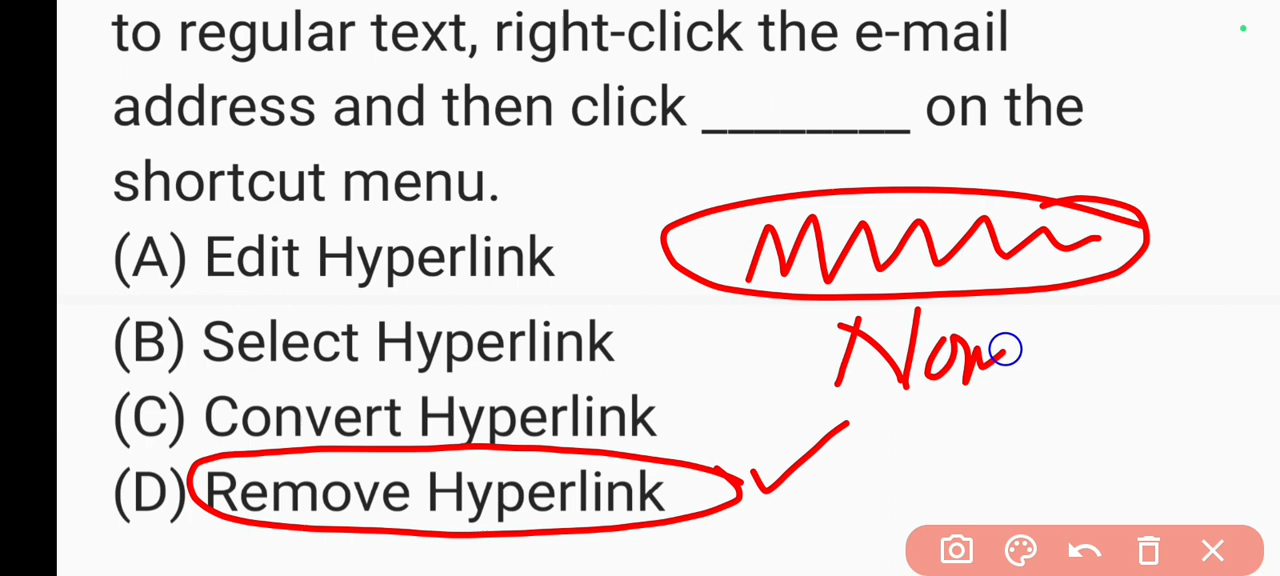 to regular text, right-click the e-mail
address and then click ________ on the
shortcut menu.
(A) Edit Hyperlink
(B) Select Hyperlink
(C) Convert Hyperlink
(D) Remove Hyperlink